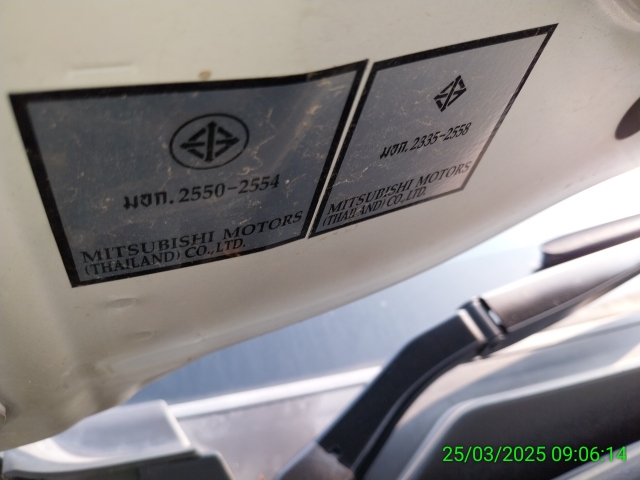 มอก. 2550-2554
MITSUBISHI MOTORS
(THAILAND) CO.,LTD.
มอก. 2335-2558
MITSUBISHI MOTORS
(THAILAND) CO.,LTD.
25/03/2025 09:06:14